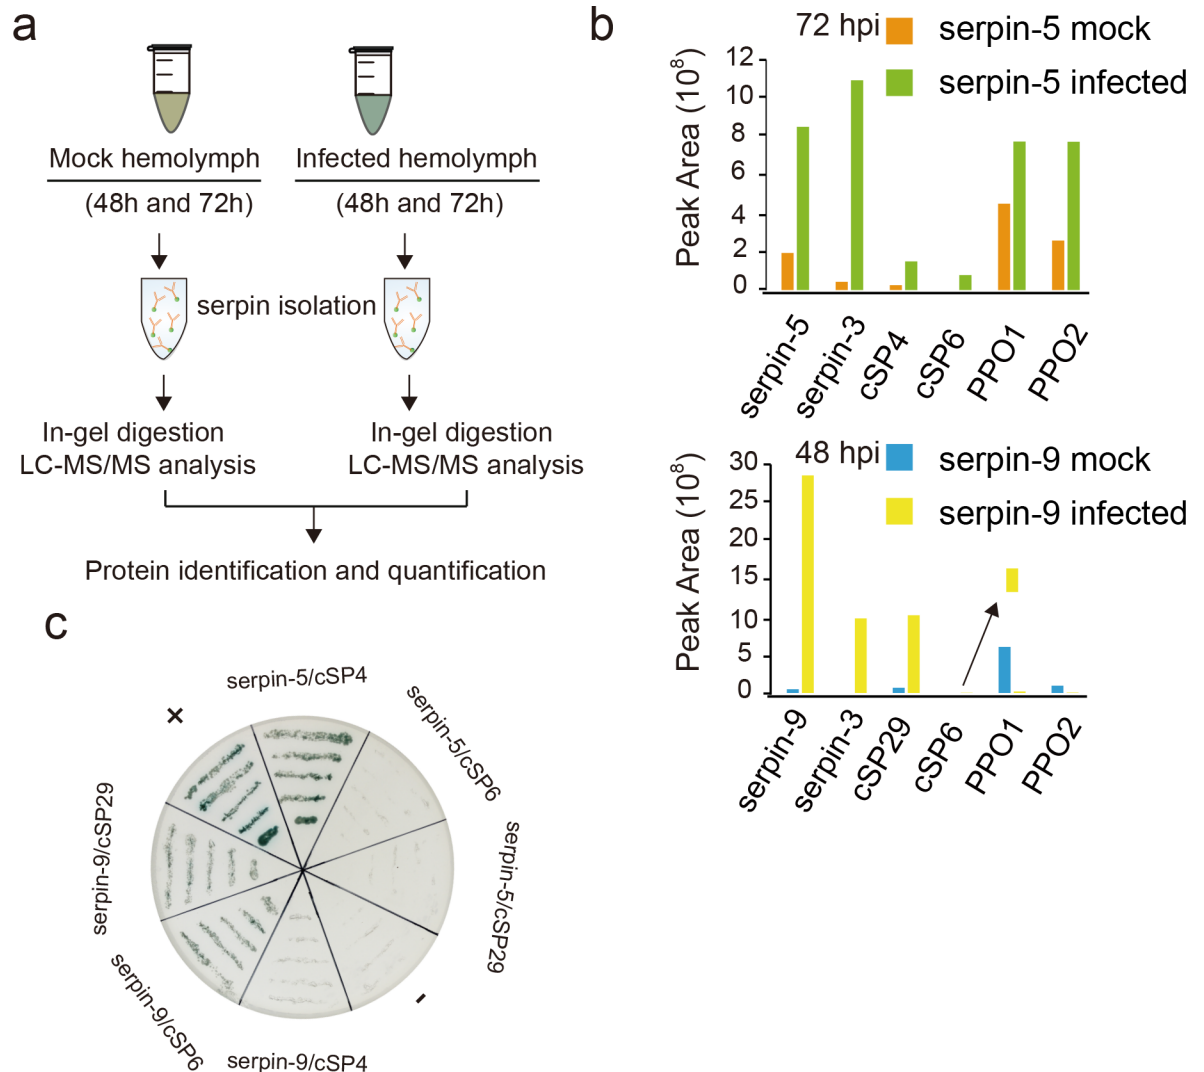 a
Mock hemolymph
(48h and 72h)
Infected hemolymph
(48h and 72h)
serpin isolation
In-gel digestion
LC-MS/MS analysis
In-gel digestion
LC-MS/MS analysis
Protein identification and quantification
b
72 hpi
serpin-5 mock
serpin-5 infected
Peak Area (10⁸)
12
10
8
6
4
2
0
serpin-5
serpin-3
cSP4
cSP6
PPO1
PPO2
48 hpi
serpin-9 mock
serpin-9 infected
Peak Area (10⁸)
30
25
20
15
10
5
0
serpin-9
serpin-3
cSP29
cSP6
PPO1
PPO2
c
+
serpin-5/cSP4
serpin-5/cSP6
serpin-5/cSP29
-
serpin-9/cSP4
serpin-9/cSP6
serpin-9/cSP29